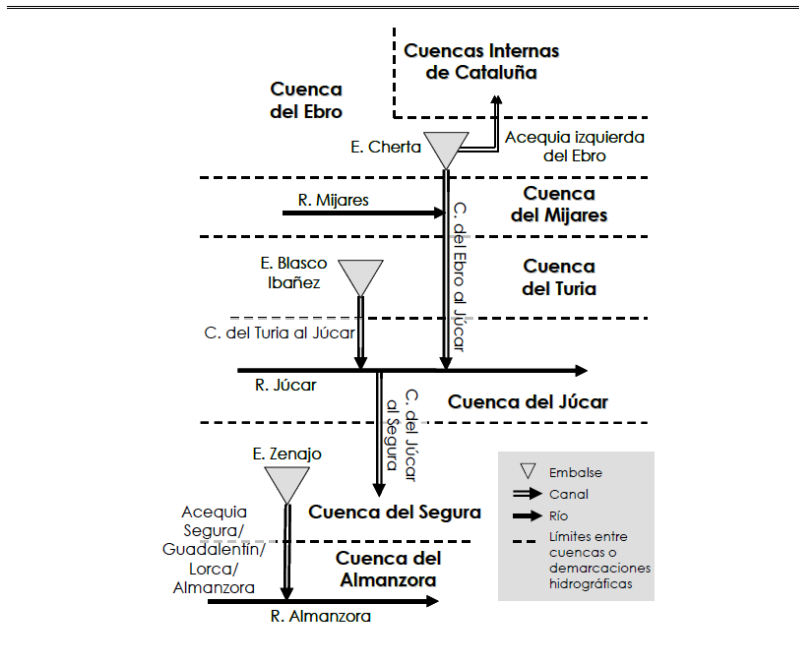 Cuencas Internas
de Cataluña
Cuenca
del Ebro
E. Cherta
Acequia izquierda
del Ebro
R. Mijares
Cuenca
del Mijares
C. del Ebro al Júcar
E. Blasco
Ibañez
Cuenca
del Turia
C. del Turia al Júcar
R. Júcar
Cuenca del Júcar
C. del Júcar
al Segura
E. Zenajo
Acequia
Segura/
Guadalentín/
Lorca/
Almanzora
Cuenca del Segura
Cuenca del
Almanzora
R. Almanzora
Embalse
Canal
Río
Límites entre
cuencas o
demarcaciones
hidrográficas